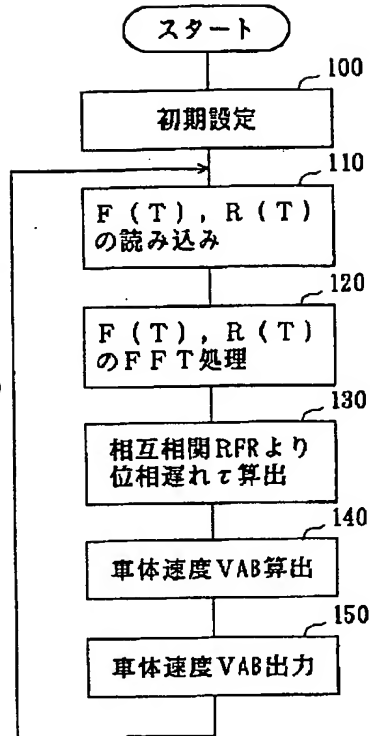 スタート
100
初期設定
110
F(T), R(T)
の読み込み
120
F(T), R(T)
のFFT処理
130
相互相関RFRより
位相遅れτ算出
140
車体速度VAB算出
150
車体速度VAB出力